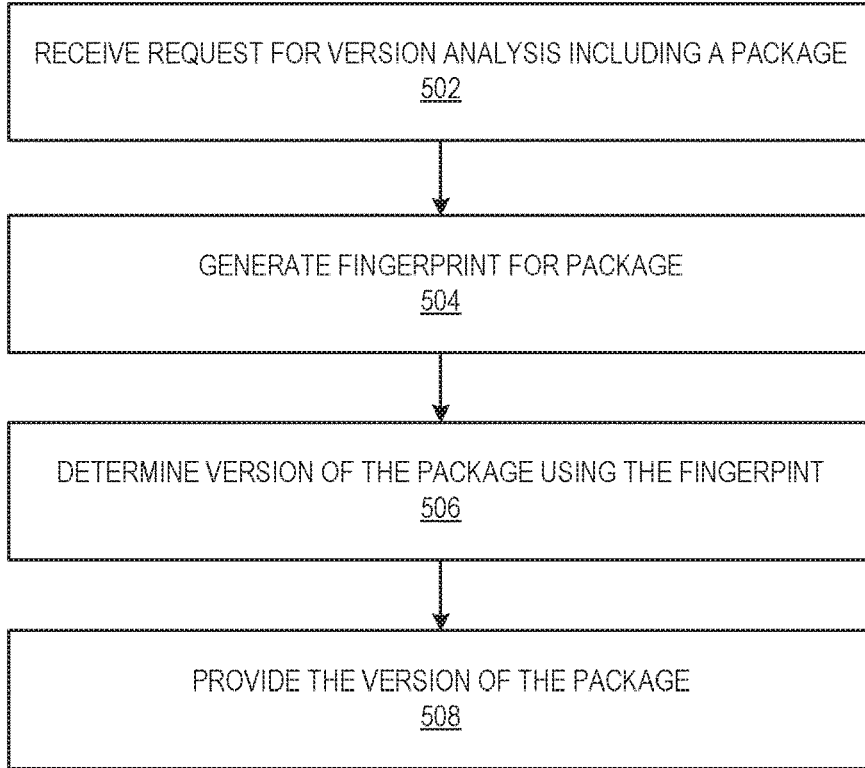 RECEIVE REQUEST FOR VERSION ANALYSIS INCLUDING A PACKAGE
502
GENERATE FINGERPRINT FOR PACKAGE
504
DETERMINE VERSION OF THE PACKAGE USING THE FINGERPINT
506
PROVIDE THE VERSION OF THE PACKAGE
508